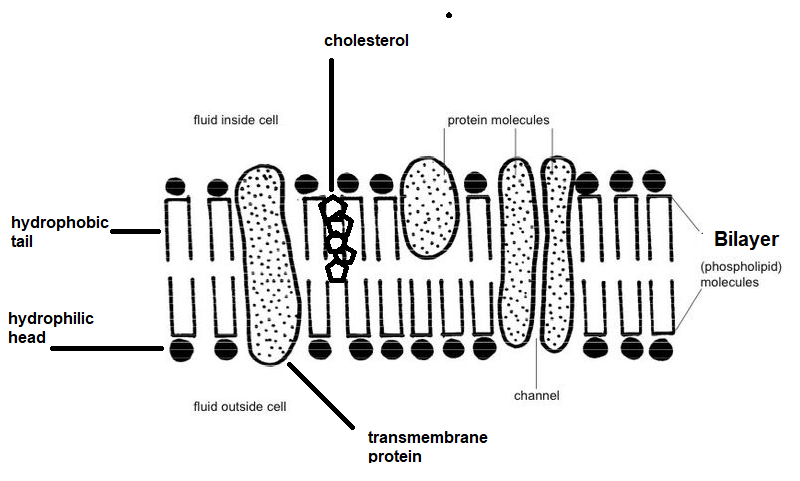 cholesterol
fluid inside cell
protein molecules
hydrophobic
tail
Bilayer
(phospholipid)
molecules
hydrophilic
head
channel
fluid outside cell
transmembrane
protein